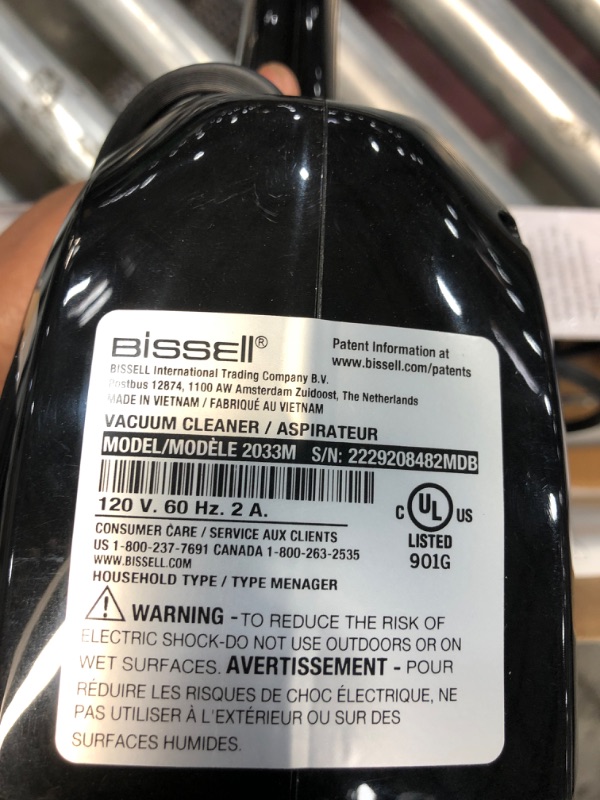 BISSELL®
Patent Information at
www.bissell.com/patents
BISSELL International Trading Company B.V.
Postbus 12874, 1100 AW Amsterdam Zuidoost, The Netherlands
MADE IN VIETNAM / FABRIQUÉ AU VIETNAM
VACUUM CLEANER / ASPIRATEUR
MODEL/MODÈLE 2033M S/N: 2229208482MDB
120 V. 60 Hz. 2 A.
CONSUMER CARE / SERVICE AUX CLIENTS
US 1-800-237-7691 CANADA 1-800-263-2535
WWW.BISSELL.COM
HOUSEHOLD TYPE / TYPE MENAGER
C UL US
LISTED
901G
WARNING - TO REDUCE THE RISK OF
ELECTRIC SHOCK-DO NOT USE OUTDOORS OR ON
WET SURFACES. AVERTISSEMENT - POUR
RÉDUIRE LES RISQUES DE CHOC ÉLECTRIQUE, NE
PAS UTILISER À L'EXTÉRIEUR OU SUR DES
SURFACES HUMIDES.